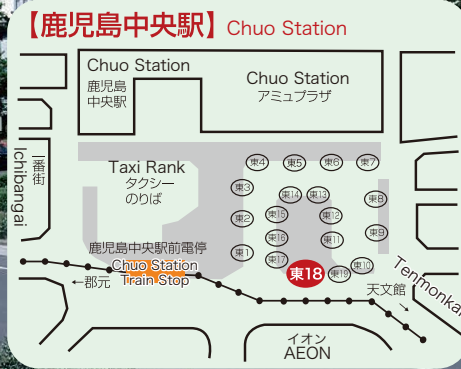 【鹿児島中央駅】Chuo Station
Chuo Station
鹿児島
中央駅
Chuo Station
アミュプラザ
一番街
Ichibangai
Taxi Rank
タクシー
のりば
東4
東5
東6
東7
東3
東14
東13
東8
東2
東15
東12
東9
東16
東11
東1
東17
東18
東19
東10
鹿児島中央駅前電停
Chuo Station
Train Stop
←郡元
天文館
Tenmonka
イオン
AEON